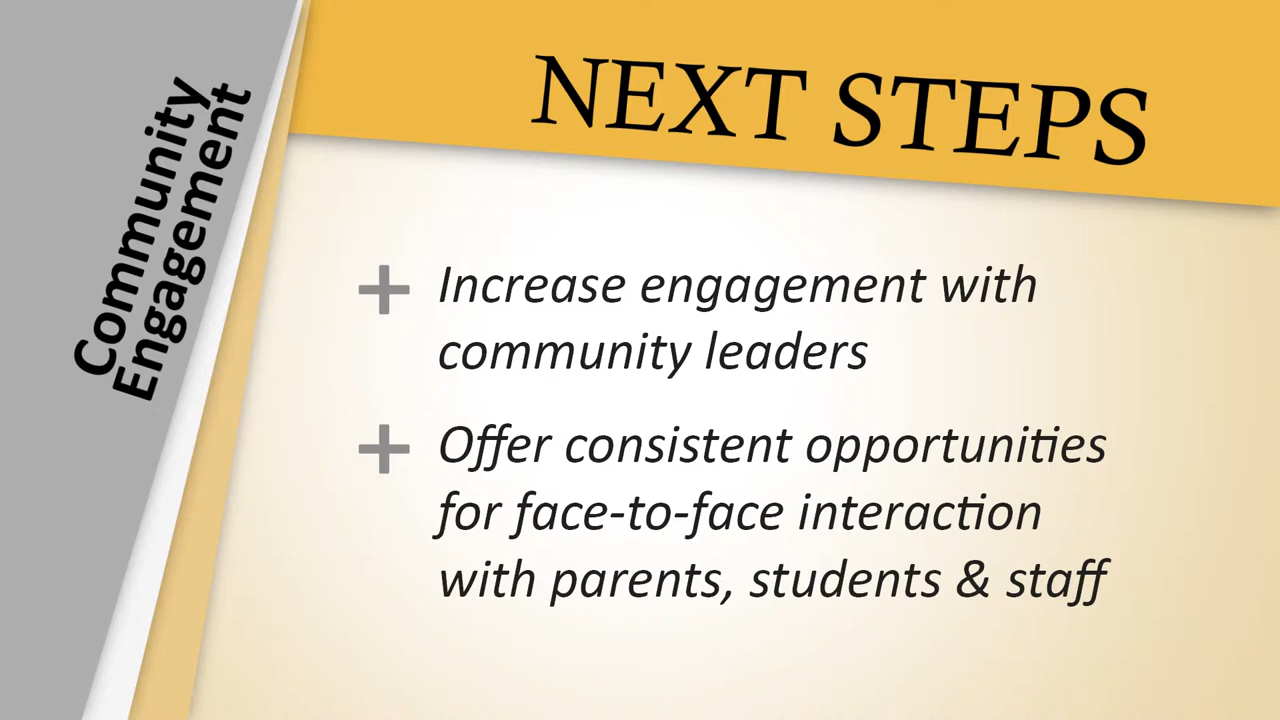 Community
Engagement
NEXT STEPS
+ Increase engagement with
community leaders
+ Offer consistent opportunities
for face-to-face interaction
with parents, students & staff